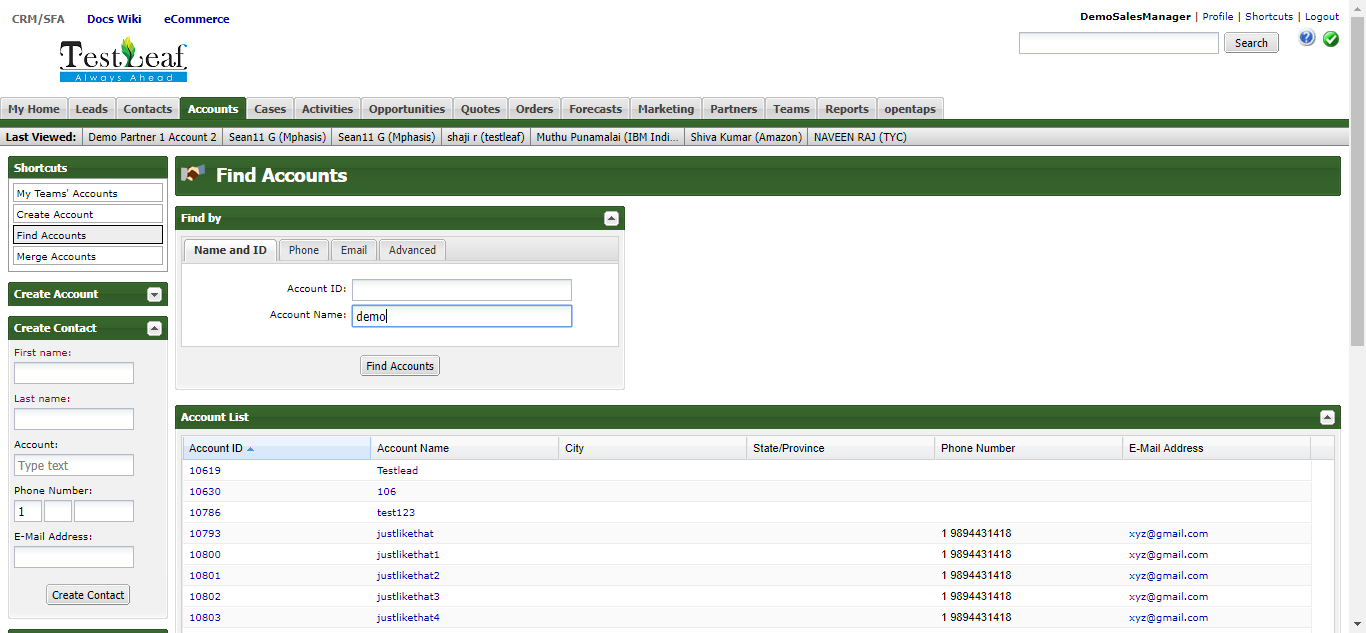 CRM/SFA Docs Wiki eCommerce
DemoSalesManager | Profile | Shortcuts | Logout
TestLeaf
Always Ahead
Search
My Home Leads Contacts Accounts Cases Activities Opportunities Quotes Orders Forecasts Marketing Partners Teams Reports opentaps
Last Viewed: Demo Partner 1 Account 2 Sean11 G (Mphasis) Sean11 G (Mphasis) shaji r (testleaf) Muthu Punamalai (IBM Indi... Shiva Kumar (Amazon) NAVEEN RAJ (TYC)
Shortcuts
My Teams' Accounts
Create Account
Find Accounts
Merge Accounts
Create Account
Create Contact
First name:
Last name:
Account:
Type text
Phone Number:
1
E-Mail Address:
Create Contact
Find Accounts
Find by
Name and ID Phone Email Advanced
Account ID:
Account Name: demo
Find Accounts
Account List
Account ID Account Name City State/Province Phone Number E-Mail Address
10619 Testlead
10630 106
10786 test123
10793 justlikethat 1 9894431418 xyz@gmail.com
10800 justlikethat1 1 9894431418 xyz@gmail.com
10801 justlikethat2 1 9894431418 xyz@gmail.com
10802 justlikethat3 1 9894431418 xyz@gmail.com
10803 justlikethat4 1 9894431418 xyz@gmail.com